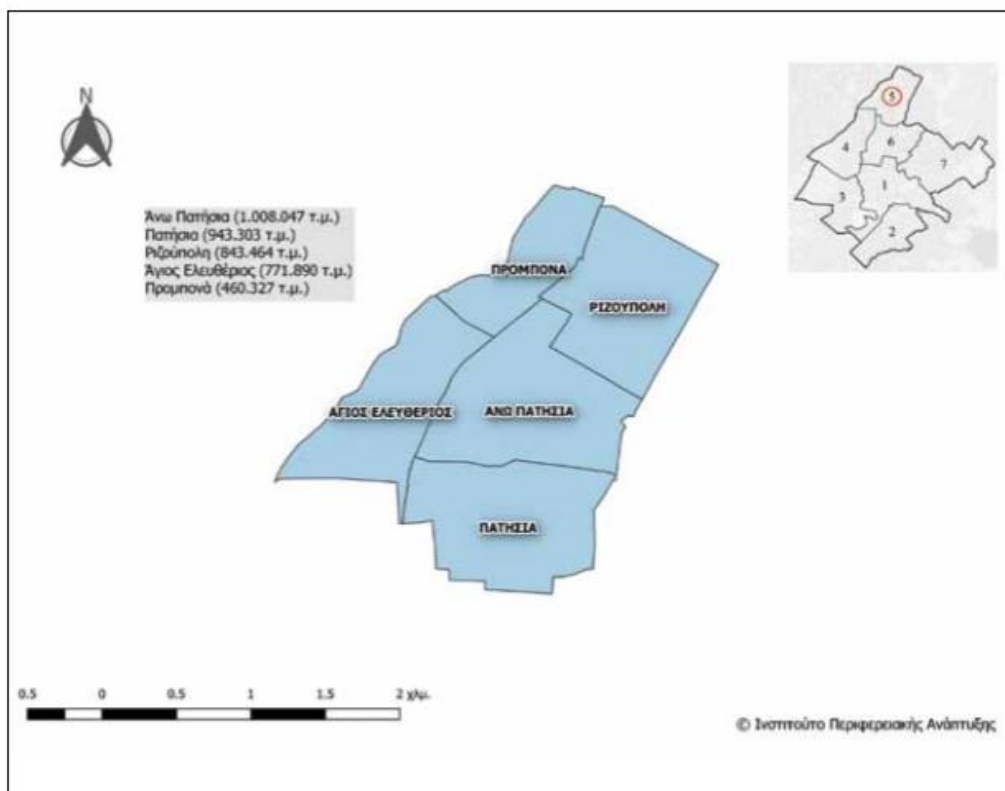 N
5
4
6
7
3
1
2
Άνω Πατήσια (1.008.047 τ.μ.)
Πατήσια (943.303 τ.μ.)
Ριζούπολη (843.464 τ.μ.)
Άγιος Ελευθέριος (771.890 τ.μ.)
Προμπονά (460.327 τ.μ.)
ΠΡΟΜΠΟΝΑ
ΡΙΖΟΥΠΟΛΗ
ΑΓΙΟΣ ΕΛΕΥΘΕΡΙΟΣ
ΑΝΩ ΠΑΤΗΣΙΑ
ΠΑΤΗΣΙΑ
0.5 0 0.5 1 1.5 2 χλμ.
© Ινστιτούτο Περιφερειακής Ανάπτυξης